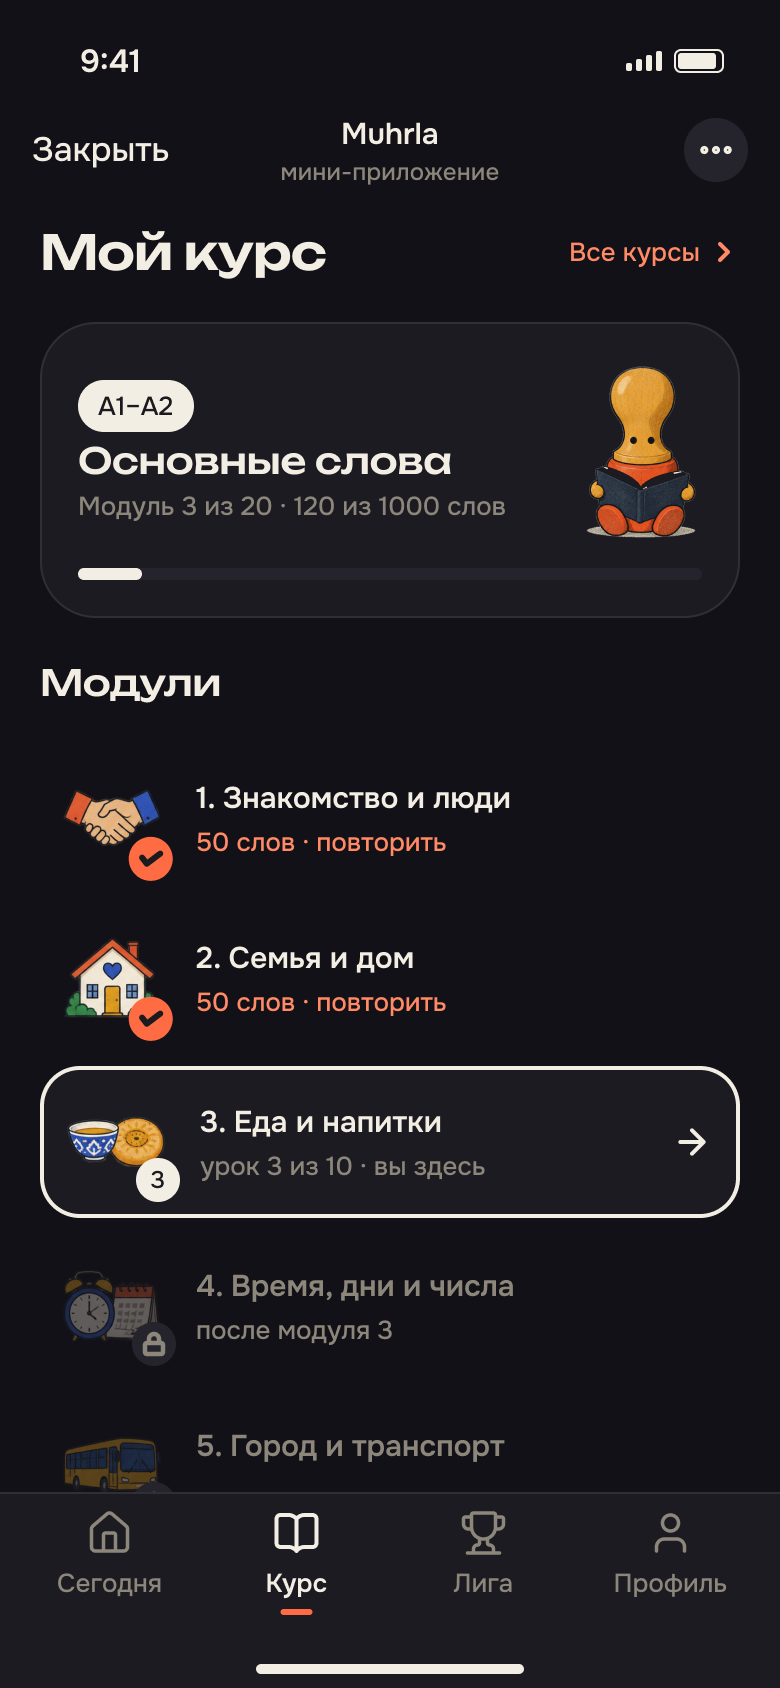 9:41
Закрыть
Muhrla
мини-приложение
Мой курс
Все курсы
A1–A2
Основные слова
Модуль 3 из 20 · 120 из 1000 слов
Модули
1. Знакомство и люди
50 слов · повторить
2. Семья и дом
50 слов · повторить
3. Еда и напитки
урок 3 из 10 · вы здесь
3
4. Время, дни и числа
после модуля 3
5. Город и транспорт
Сегодня
Курс
Лига
Профиль